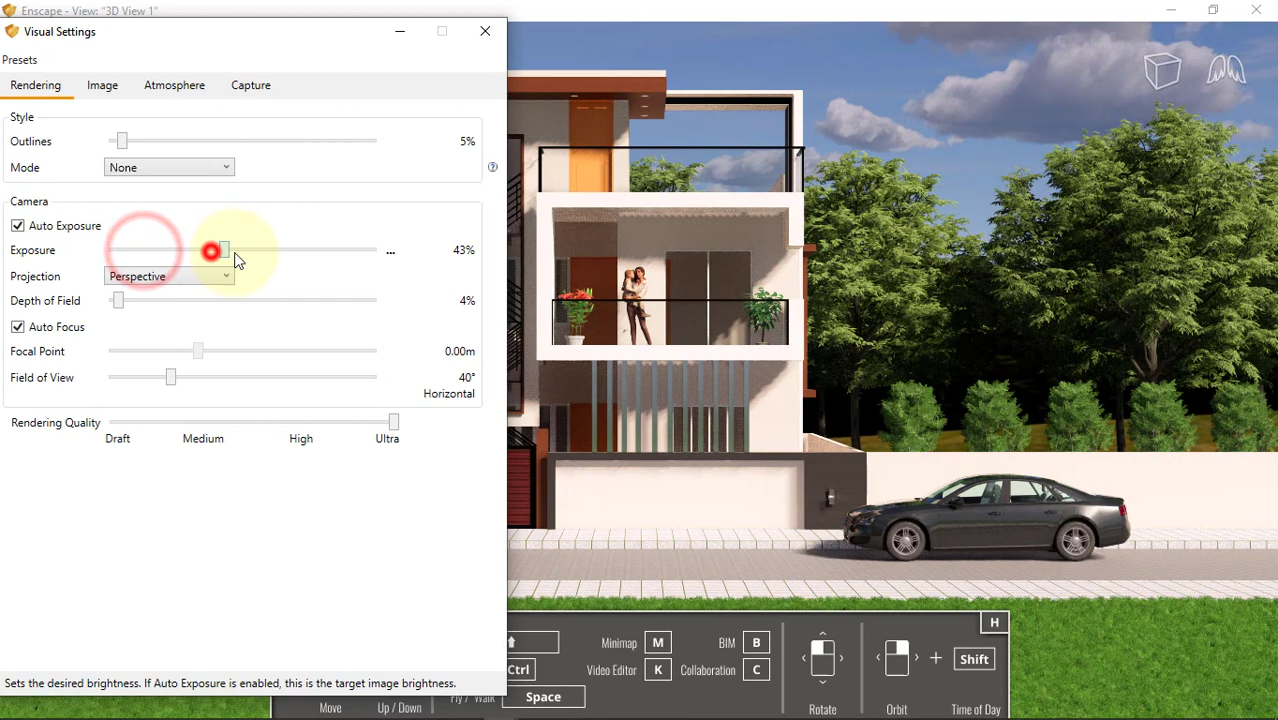 Enscape - View: "3D View 1"
Visual Settings
Presets
Rendering Image Atmosphere Capture
Style
Outlines 5%
Mode None
Camera
Auto Exposure
Exposure ... 43%
Projection Perspective
Depth of Field 4%
Auto Focus
Focal Point 0.00m
Field of View 40°
Horizontal
Rendering Quality
Draft Medium High Ultra
Sets the desired brightness. If Auto Exposure is enabled, this is the target image brightness.
H
Minimap M BIM B
Ctrl Video Editor K Collaboration C
Shift
Fly / Walk Space
Move Up / Down Rotate Orbit Time of Day